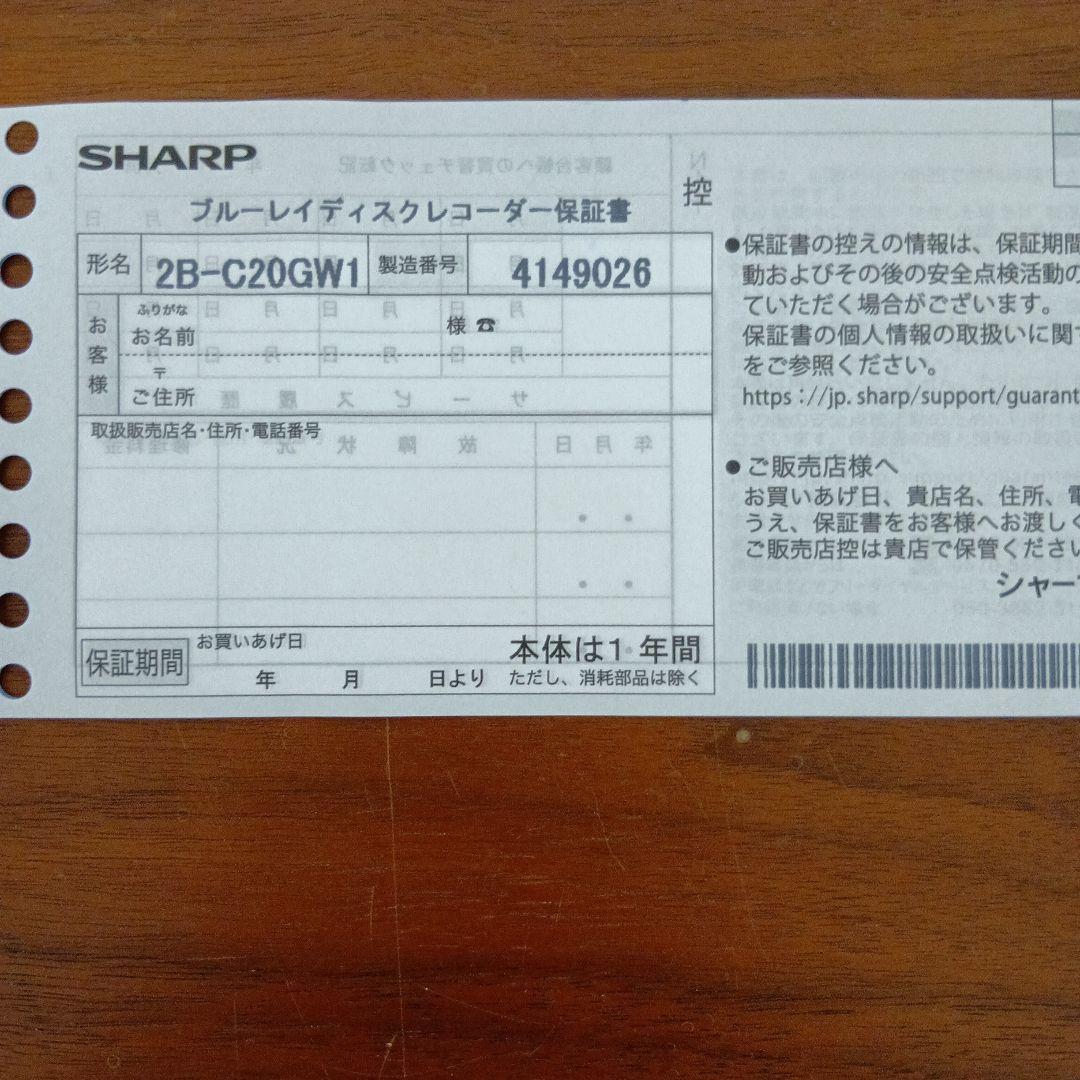 SHARP
ブルーレイディスクレコーダー保証書
控
形名 2B-C20GW1 製造番号 4149026
お客様
ふりがな
お名前 様 ☎
〒
ご住所
取扱販売店名・住所・電話番号
保証期間
お買いあげ日
年 月 日より
本体は1年間
ただし、消耗部品は除く
●保証書の控えの情報は、保証期間
動およびその後の安全点検活動の
ていただく場合がございます。
保証書の個人情報の取扱いに関
をご参照ください。
https://jp.sharp/support/guarant
●ご販売店様へ
お買いあげ日、貴店名、住所、電
うえ、保証書をお客様へお渡しく
ご販売店控は貴店で保管ください
シャー